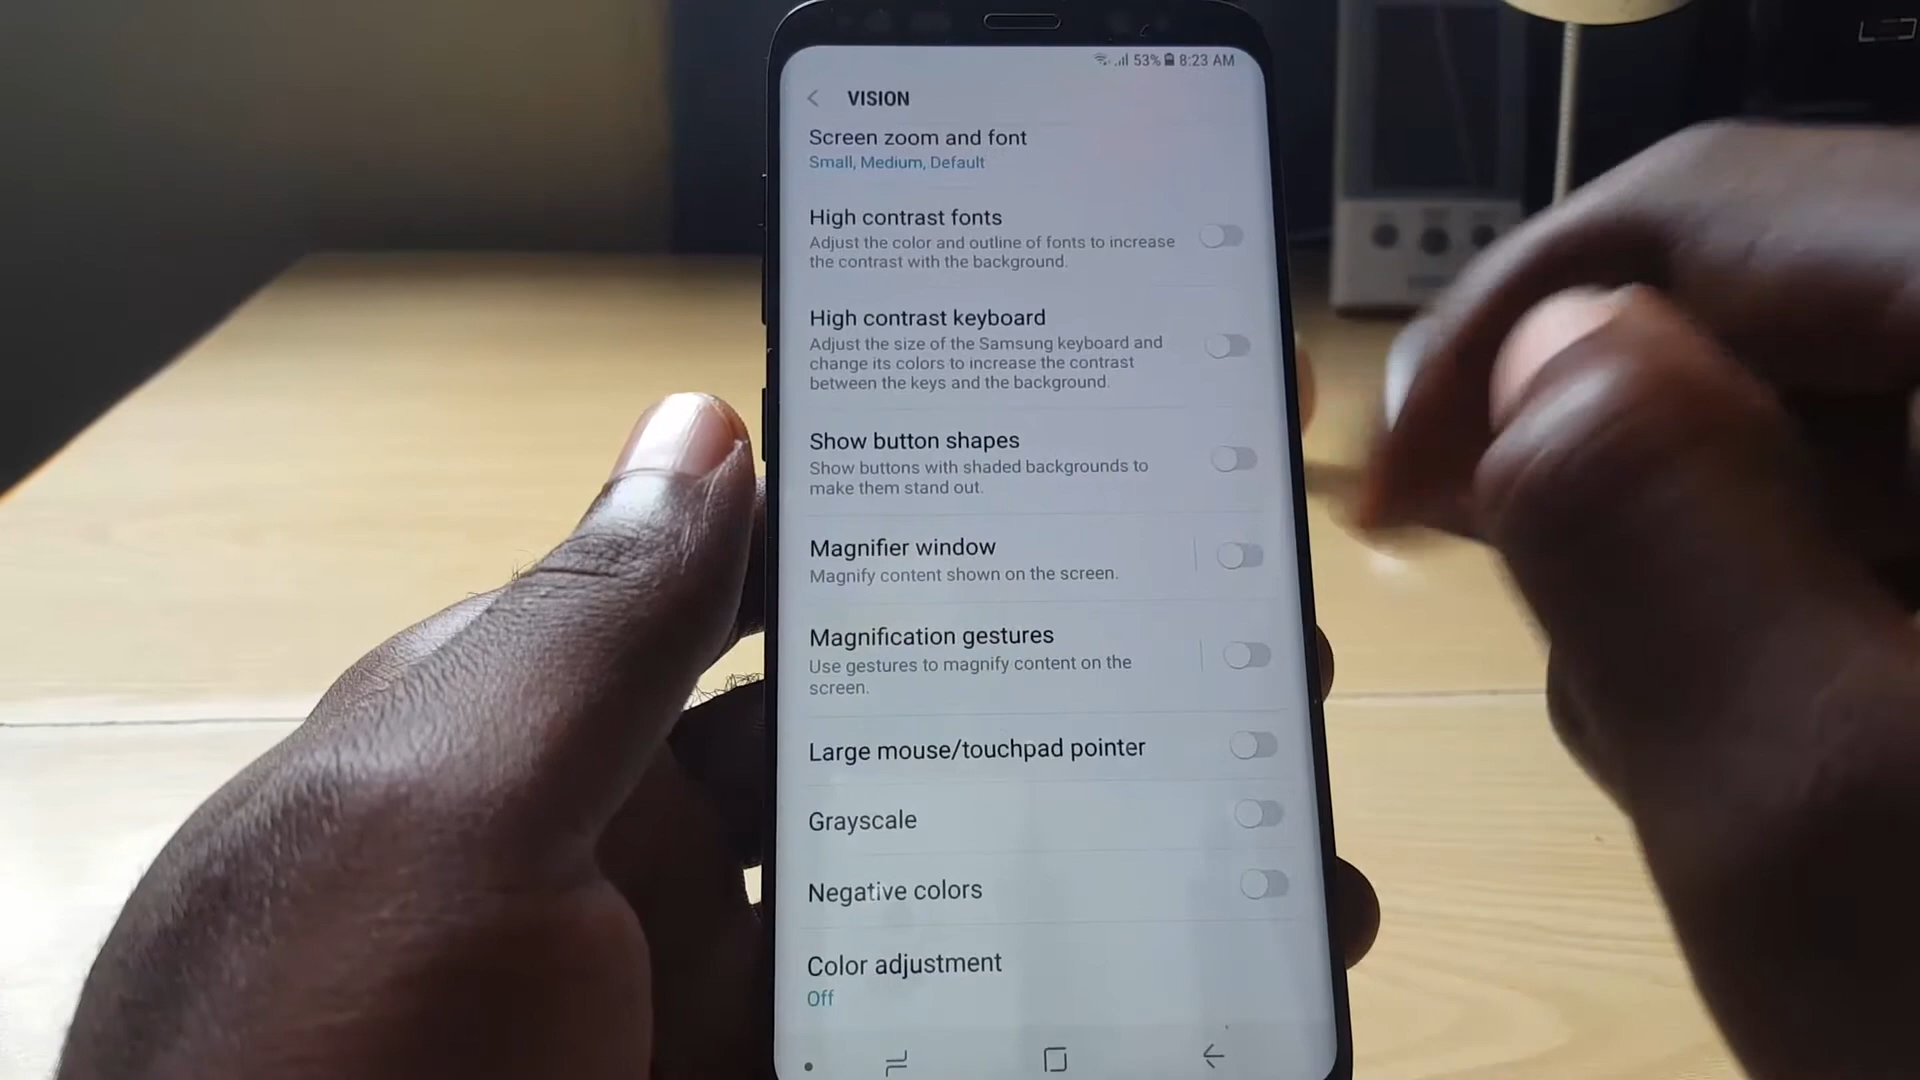 53% 8:23 AM
VISION
Screen zoom and font
Small, Medium, Default
High contrast fonts
Adjust the color and outline of fonts to increase
the contrast with the background.
High contrast keyboard
Adjust the size of the Samsung keyboard and
change its colors to increase the contrast
between the keys and the background.
Show button shapes
Show buttons with shaded backgrounds to
make them stand out.
Magnifier window
Magnify content shown on the screen.
Magnification gestures
Use gestures to magnify content on the
screen.
Large mouse/touchpad pointer
Grayscale
Negative colors
Color adjustment
Off